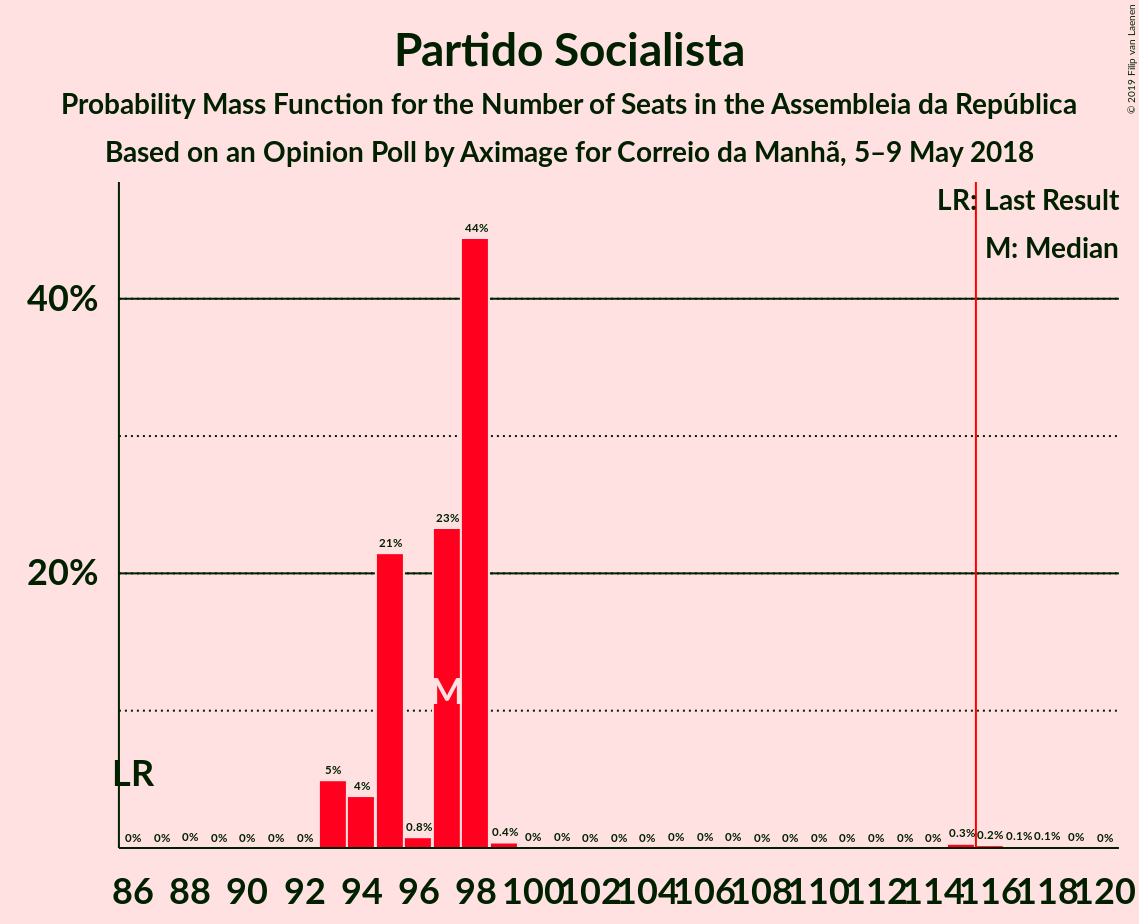 Partido Socialista
Probability Mass Function for the Number of Seats in the Assembleia da República
Based on an Opinion Poll by Aximage for Correio da Manhã, 5–9 May 2018
© 2019 Filip van Laenen
LR: Last Result
M: Median
40%
20%
44%
23%
21%
M
LR
5%
4%
0% 0% 0% 0% 0% 0% 0% 0.8% 0.4% 0% 0% 0% 0% 0% 0% 0% 0% 0% 0% 0% 0% 0% 0% 0% 0.3% 0.2% 0.1% 0.1% 0% 0%
86 88 90 92 94 96 98 100 102 104 106 108 110 112 114 116 118 120